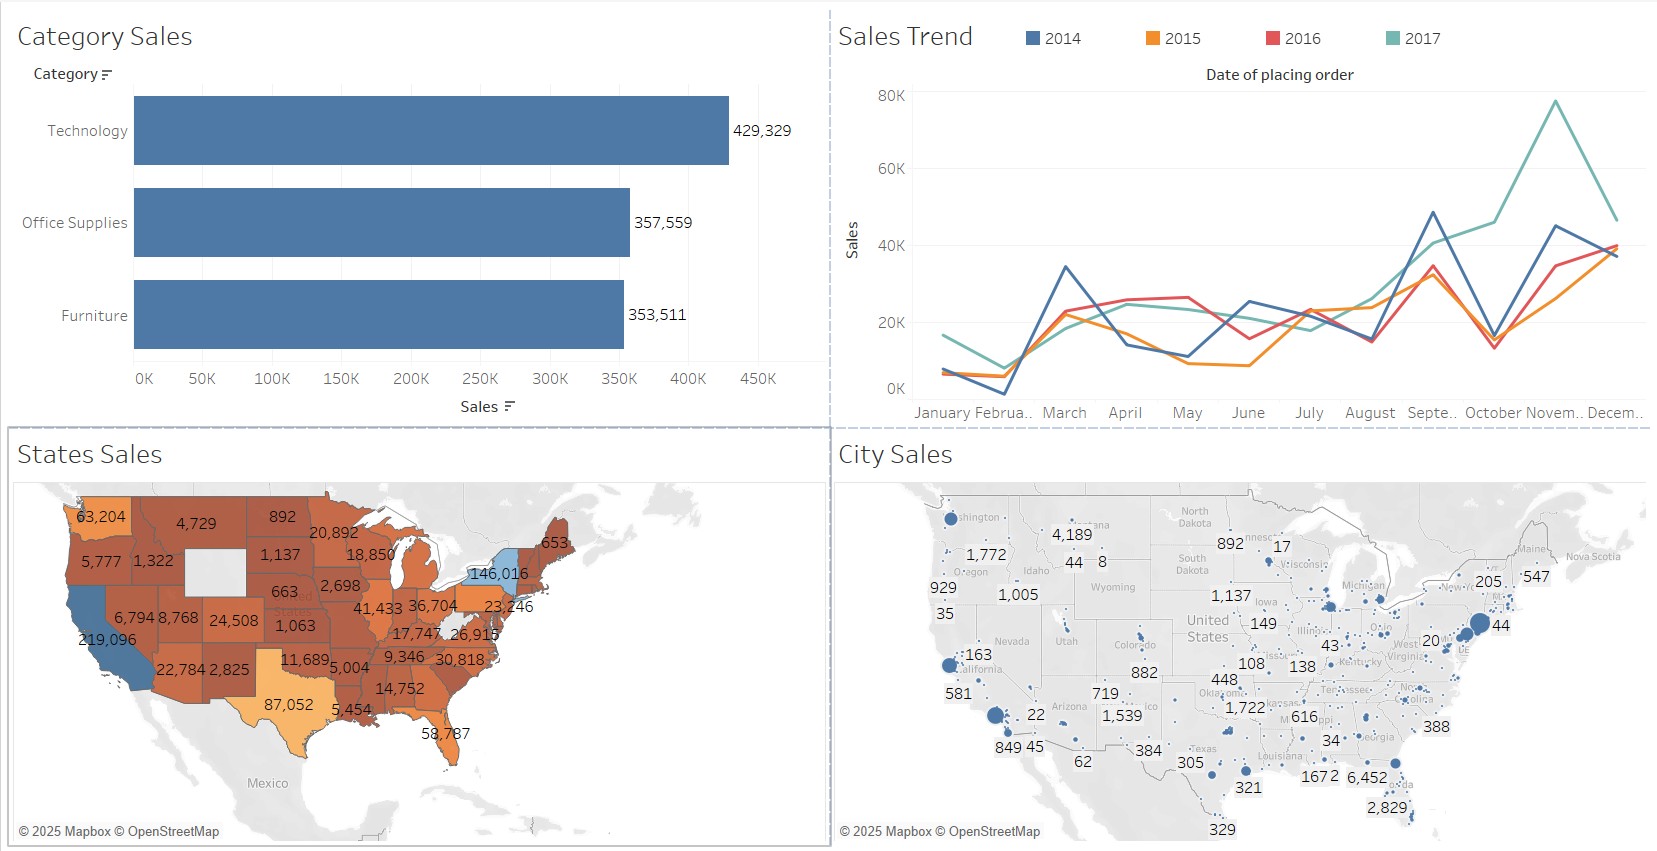 Category Sales
Category
Technology
429,329
Office Supplies
357,559
Furniture
353,511
0K 50K 100K 150K 200K 250K 300K 350K 400K 450K
Sales
Sales Trend
2014 2015 2016 2017
Date of placing order
80K
60K
40K
20K
0K
Sales
January Februa.. March April May June July August Septe.. October Novem.. Decem..
States Sales
63,204
4,729
892
20,892
653
5,777
1,322
1,137
18,850
146,016
663
2,698
6,794
8,768
24,508
1,063
41,433
36,704
23,246
219,096
17,747
26,915
22,784
2,825
11,689
5,004
9,346
30,818
14,752
87,052
5,454
58,787
Mexico
© 2025 Mapbox © OpenStreetMap
City Sales
North
Dakota
4,189
892
17
Maine
Nova Scotia
1,772
Oregon
Idaho
44
8
South
Dakota
Wisconsin
929
1,005
Wyoming
1,137
Iowa
Michigan
205
547
35
United
States
149
44
Nevada
Utah
Colorado
43
20
West
Virginia
163
882
108
138
Kentucky
581
448
719
1,722
Tennessee
22
Arizona
1,539
616
388
849
45
384
34
62
305
Texas
Louisiana
1672
6,452
321
2,829
329
© 2025 Mapbox © OpenStreetMap